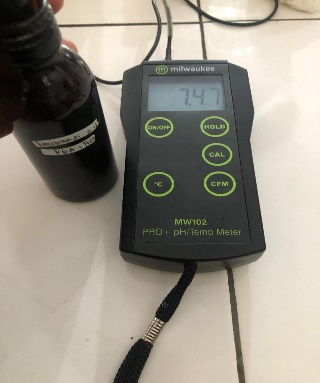 milwaukee
7.47
ON/OFF
HOLD
CAL
°C
CFM
MW102
PRO+ pH/Temp Meter